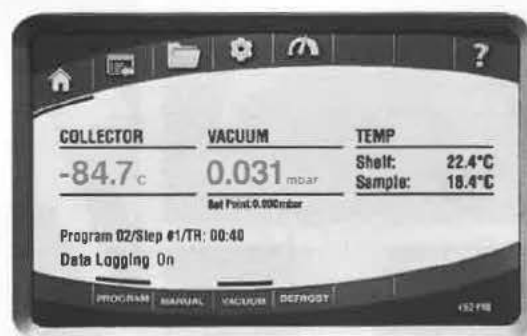 ?
COLLECTOR VACUUM TEMP
-84.7 c 0.031 mbar Shelf: 22.4°C
Sample: 18.4°C
Set Point:0.000mbar
Program 02/Step #1/TR: 00:40
Data Logging On
PROGRAM MANUAL VACUUM DEFROST